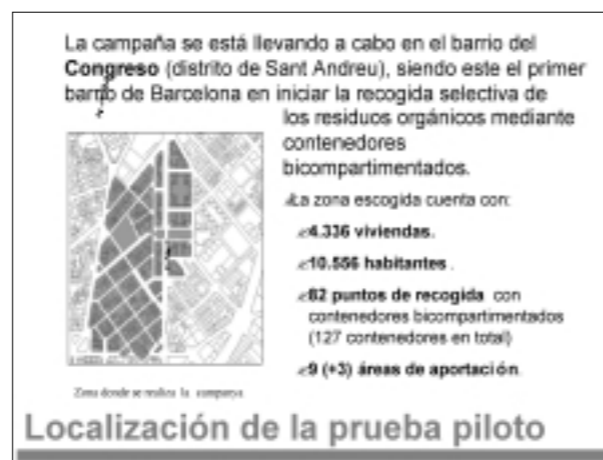 La campaña se está llevando a cabo en el barrio del
Congreso (distrito de Sant Andreu), siendo este el primer
barrio de Barcelona en iniciar la recogida selectiva de
los residuos orgánicos mediante
contenedores
bicompartimentados.
La zona escogida cuenta con:
4.336 viviendas.
10.556 habitantes .
82 puntos de recogida con
contenedores bicompartimentados
(127 contenedores en total)
9 (+3) áreas de aportación.
Zona donde se realiza la campanya
Localización de la prueba piloto